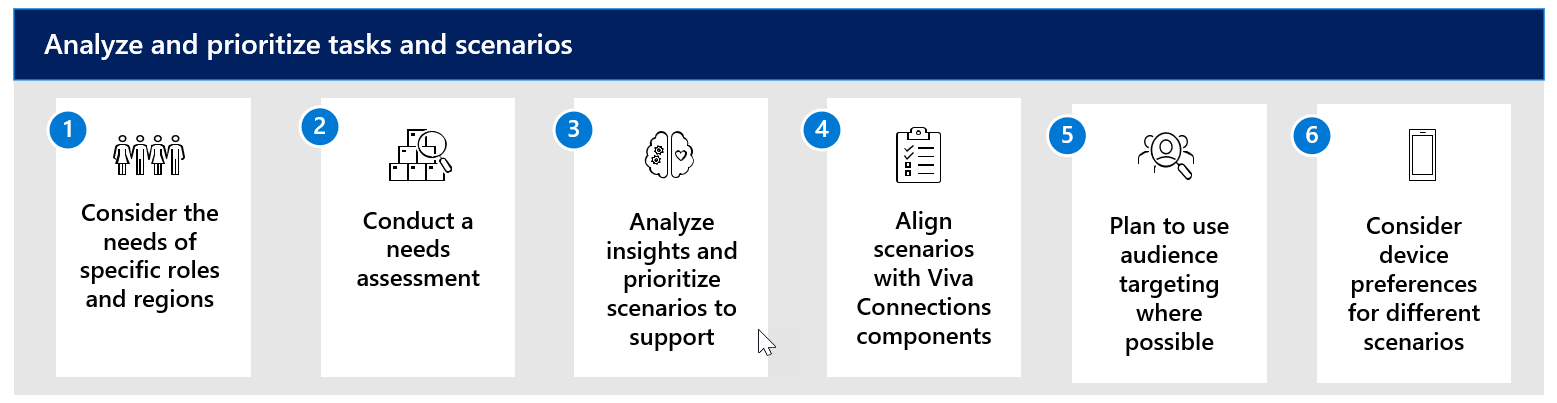 Analyze and prioritize tasks and scenarios
1
Consider the
needs of
specific roles
and regions
2
Conduct a
needs
assessment
3
Analyze
insights and
prioritize
scenarios to
support
4
Align
scenarios
with Viva
Connections
components
5
Plan to use
audience
targeting
where
possible
6
Consider
device
preferences
for different
scenarios